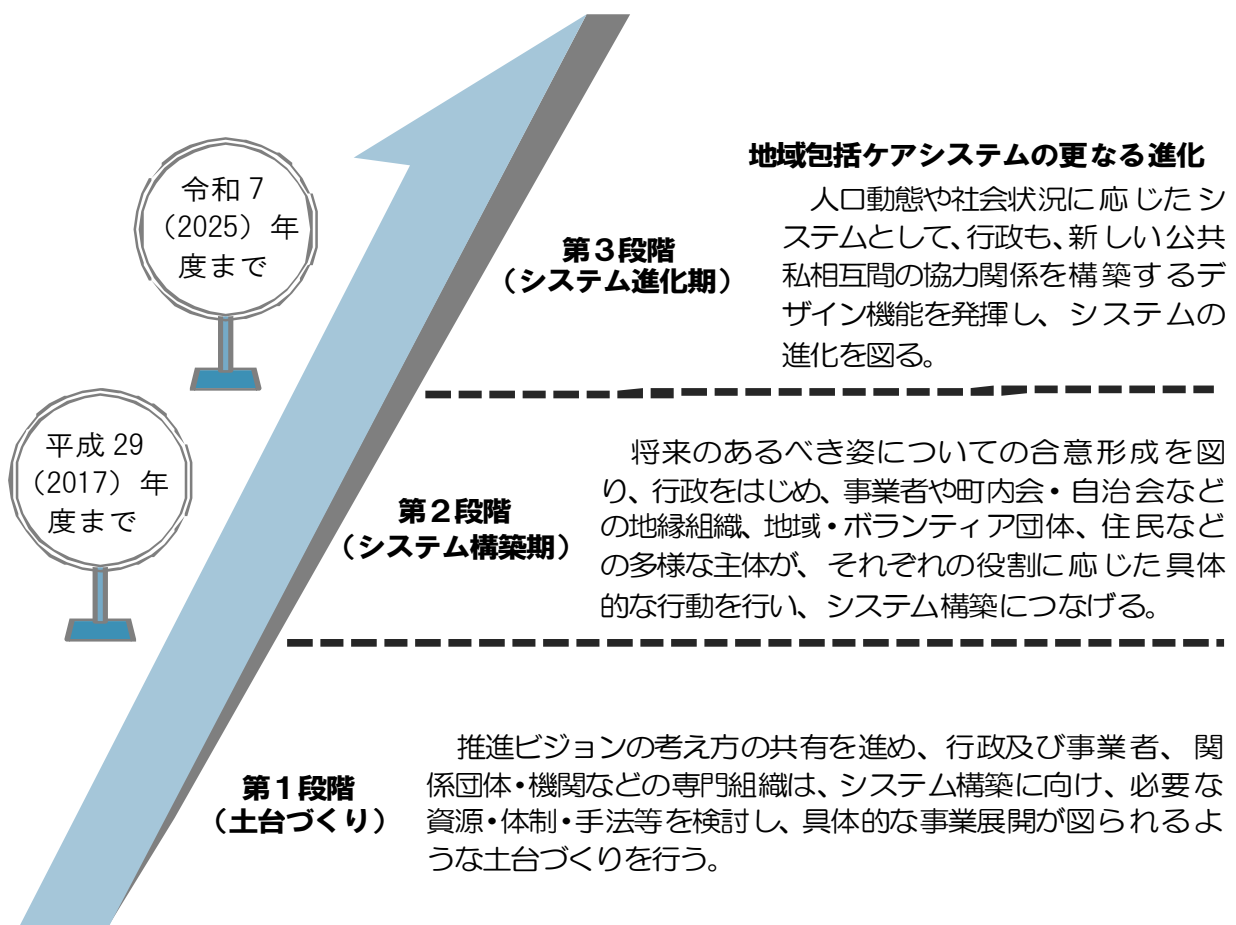 地域包括ケアシステムの更なる進化
人口動態や社会状況に応じたシ
ステムとして、行政も、新しい公共
私相互間の協力関係を構築するデ
ザイン機能を発揮し、システムの
進化を図る。
令和7
(2025)年
度まで
第3段階
(システム進化期)
平成29
(2017)年
度まで
第2段階
(システム構築期)
将来のあるべき姿についての合意形成を図
り、行政をはじめ、事業者や町内会・自治会など
の地縁組織、地域・ボランティア団体、住民など
の多様な主体が、それぞれの役割に応じた具体
的な行動を行い、システム構築につなげる。
第1段階
(土台づくり)
推進ビジョンの考え方の共有を進め、行政及び事業者、関
係団体・機関などの専門組織は、システム構築に向け、必要な
資源・体制・手法等を検討し、具体的な事業展開が図られるよ
うな土台づくりを行う。